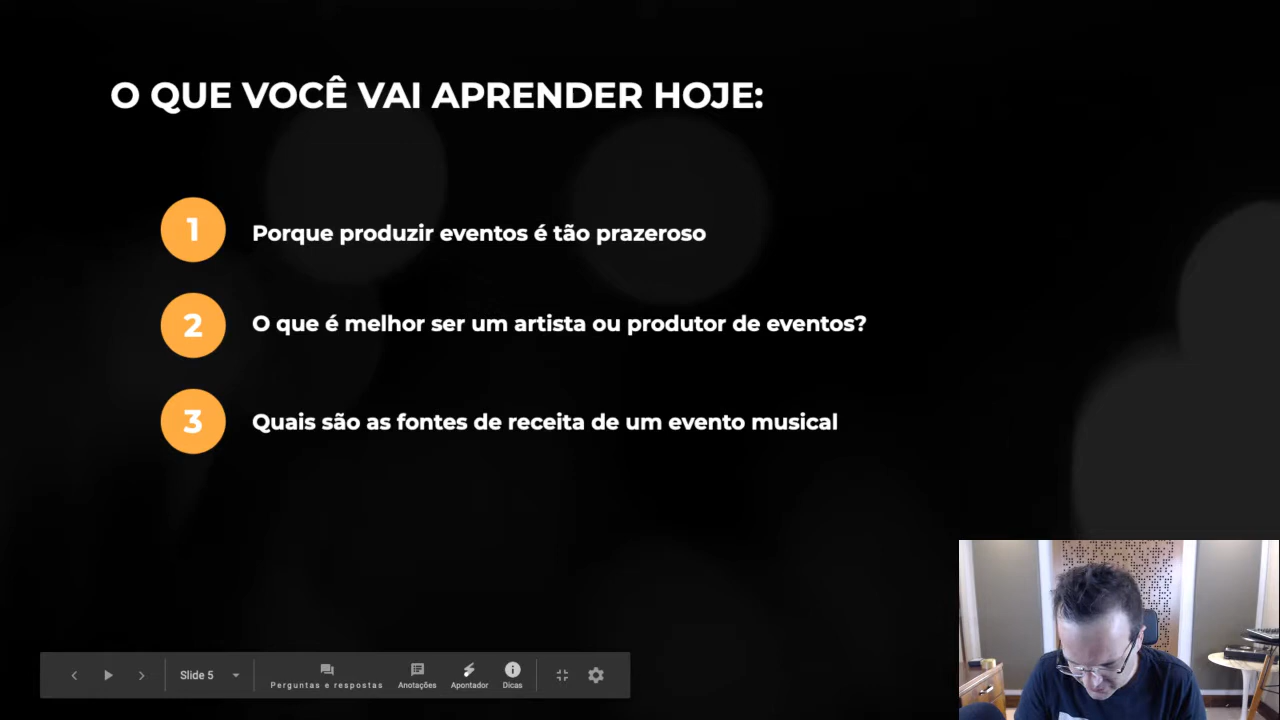 O QUE VOCÊ VAI APRENDER HOJE:
1
Porque produzir eventos é tão prazeroso
2
O que é melhor ser um artista ou produtor de eventos?
3
Quais são as fontes de receita de um evento musical
Slide 5
Perguntas e respostas
Anotações
Apontador
Dicas